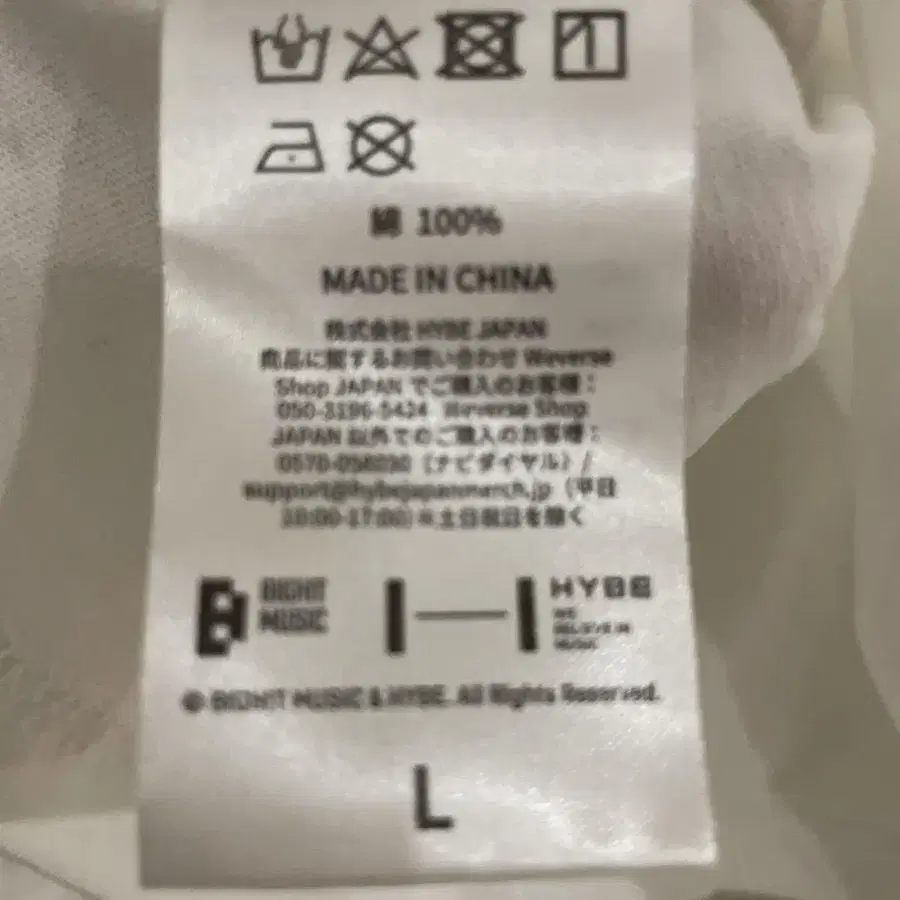 綿 100%
MADE IN CHINA
株式会社 HYBE JAPAN
商品に関するお問い合わせ Weverse
Shop JAPAN でご購入のお客様：
050-3196-5424 Weverse Shop
JAPAN 以外でのご購入のお客様：
（ナビダイヤル）/
support@hybejapanmerch.jp（平日
10:00-17:00)※土日祝日を除く
BIGHIT
MUSIC
HYBE
WE
BELIEVE IN
MUSIC
© BIGHIT MUSIC & HYBE. All Rights Reserved.
L